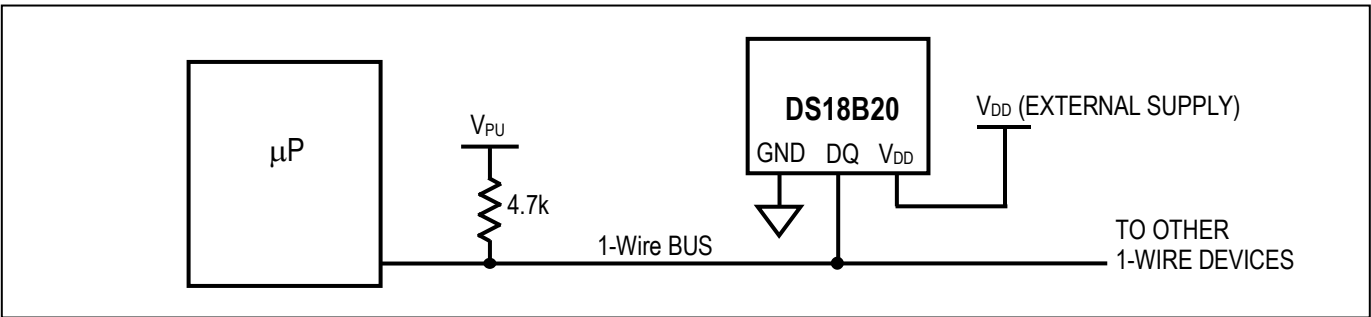 μP
VPU
4.7k
1-Wire BUS
DS18B20
GND DQ VDD
VDD (EXTERNAL SUPPLY)
TO OTHER
1-WIRE DEVICES